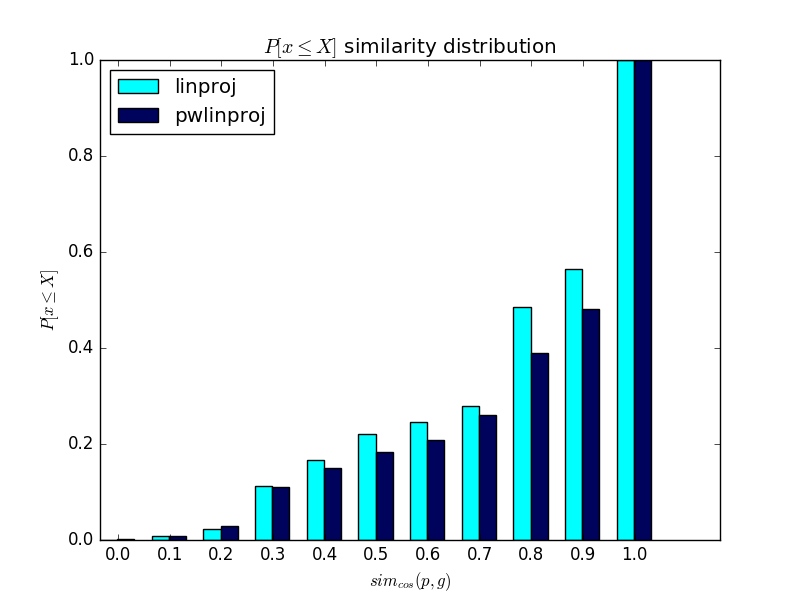 P[x ≤ X] similarity distribution
linproj
pwlinproj
P[x ≤ X]
1.0
0.8
0.6
0.4
0.2
0.0
0.0 0.1 0.2 0.3 0.4 0.5 0.6 0.7 0.8 0.9 1.0
sim_cos(p, g)